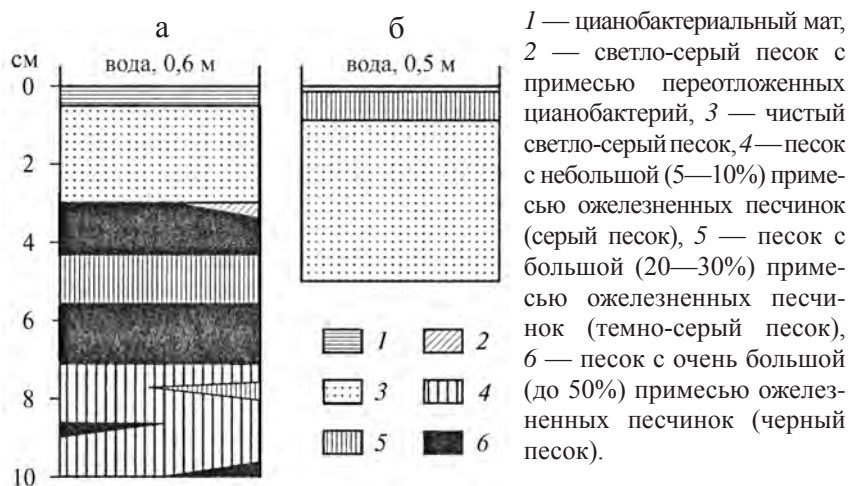 а
б
см
вода, 0,6 м
вода, 0,5 м
0
2
4
6
8
10
1
2
3
4
5
6
1 — цианобактериальный мат,
2 — светло-серый песок с
примесью переотложенных
цианобактерий, 3 — чистый
светло-серый песок, 4 — песок
с небольшой (5—10%) приме-
сью ожелезненных песчинок
(серый песок), 5 — песок с
большой (20—30%) приме-
сью ожелезненных песчи-
нок (темно-серый песок),
6 — песок с очень большой
(до 50%) примесью ожелез-
ненных песчинок (черный
песок).